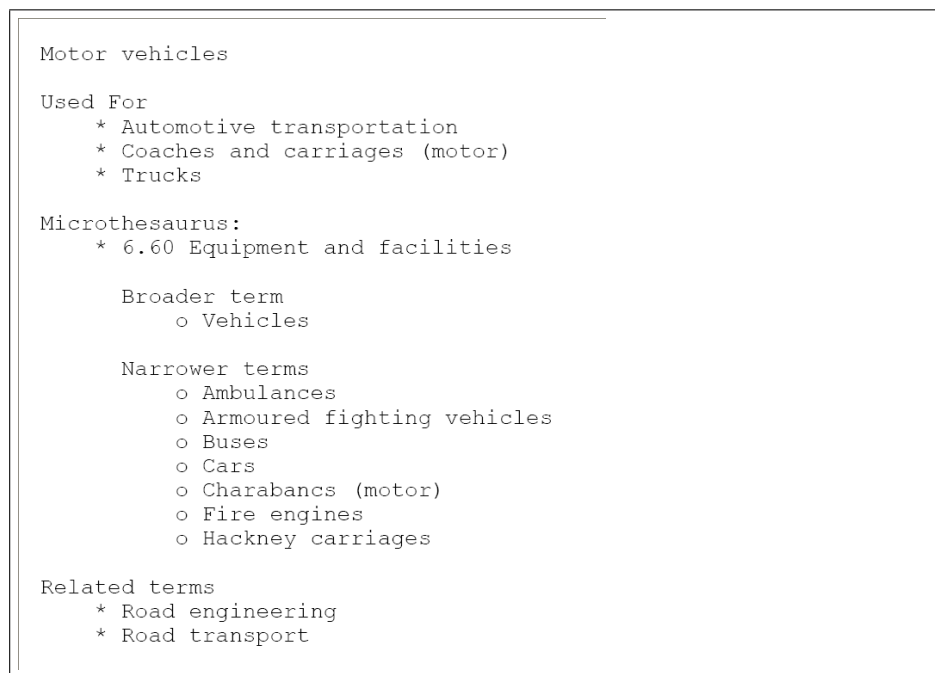 Motor vehicles
Used For
* Automotive transportation
* Coaches and carriages (motor)
* Trucks
Microthesaurus:
* 6.60 Equipment and facilities
Broader term
o Vehicles
Narrower terms
o Ambulances
o Armoured fighting vehicles
o Buses
o Cars
o Charabancs (motor)
o Fire engines
o Hackney carriages
Related terms
* Road engineering
* Road transport